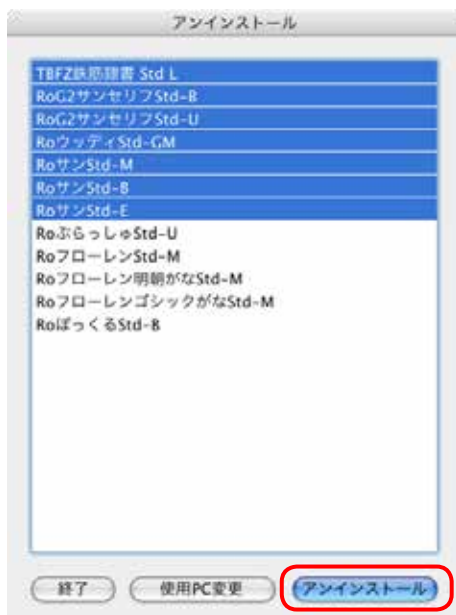 アンインストール
TBFZ鉄筋隷書 Std L
RoG2サンセリフStd-B
RoG2サンセリフStd-U
RoウッディStd-GM
RoサンStd-M
RoサンStd-B
RoサンStd-E
RoぶらっしゅStd-U
RoフローレンStd-M
Roフローレン明朝がなStd-M
RoフローレンゴシックがなStd-M
RoぽっくるStd-B
終了
使用PC変更
アンインストール